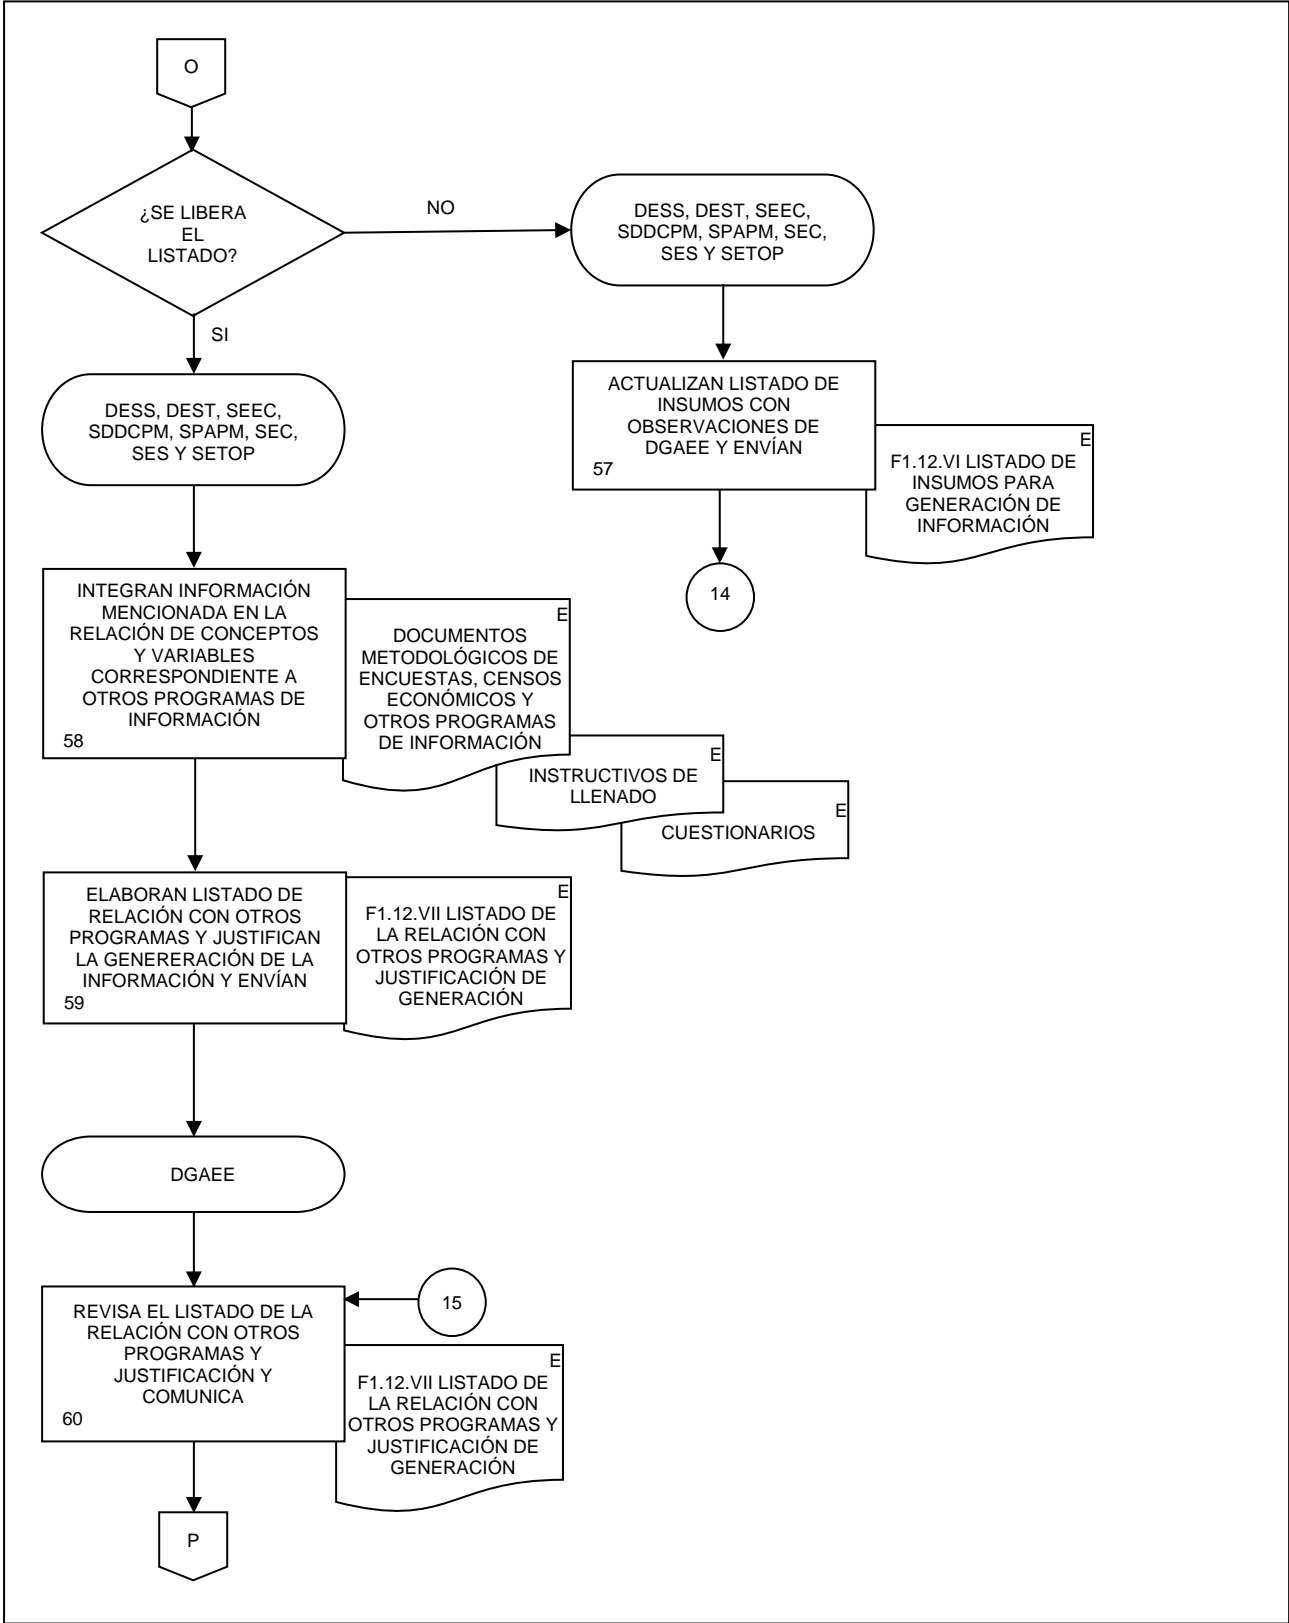 O
¿SE LIBERA
EL
LISTADO?
NO
SI
DESS, DEST, SEEC,
SDDCPM, SPAPM, SEC,
SES Y SETOP
ACTUALIZAN LISTADO DE
INSUMOS CON
OBSERVACIONES DE
DGAEE Y ENVÍAN
57
E
F1.12.VI LISTADO DE
INSUMOS PARA
GENERACIÓN DE
INFORMACIÓN
14
DESS, DEST, SEEC,
SDDCPM, SPAPM, SEC,
SES Y SETOP
INTEGRAN INFORMACIÓN
MENCIONADA EN LA
RELACIÓN DE CONCEPTOS
Y VARIABLES
CORRESPONDIENTE A
OTROS PROGRAMAS DE
INFORMACIÓN
58
E
DOCUMENTOS
METODOLÓGICOS DE
ENCUESTAS, CENSOS
ECONÓMICOS Y
OTROS PROGRAMAS
DE INFORMACIÓN
E
INSTRUCTIVOS DE
LLENADO
E
CUESTIONARIOS
ELABORAN LISTADO DE
RELACIÓN CON OTROS
PROGRAMAS Y JUSTIFICAN
LA GENERERACIÓN DE LA
INFORMACIÓN Y ENVÍAN
59
E
F1.12.VII LISTADO DE
LA RELACIÓN CON
OTROS PROGRAMAS Y
JUSTIFICACIÓN DE
GENERACIÓN
DGAEE
15
REVISA EL LISTADO DE LA
RELACIÓN CON OTROS
PROGRAMAS Y
JUSTIFICACIÓN Y
COMUNICA
60
E
F1.12.VII LISTADO DE
LA RELACIÓN CON
OTROS PROGRAMAS Y
JUSTIFICACIÓN DE
GENERACIÓN
P